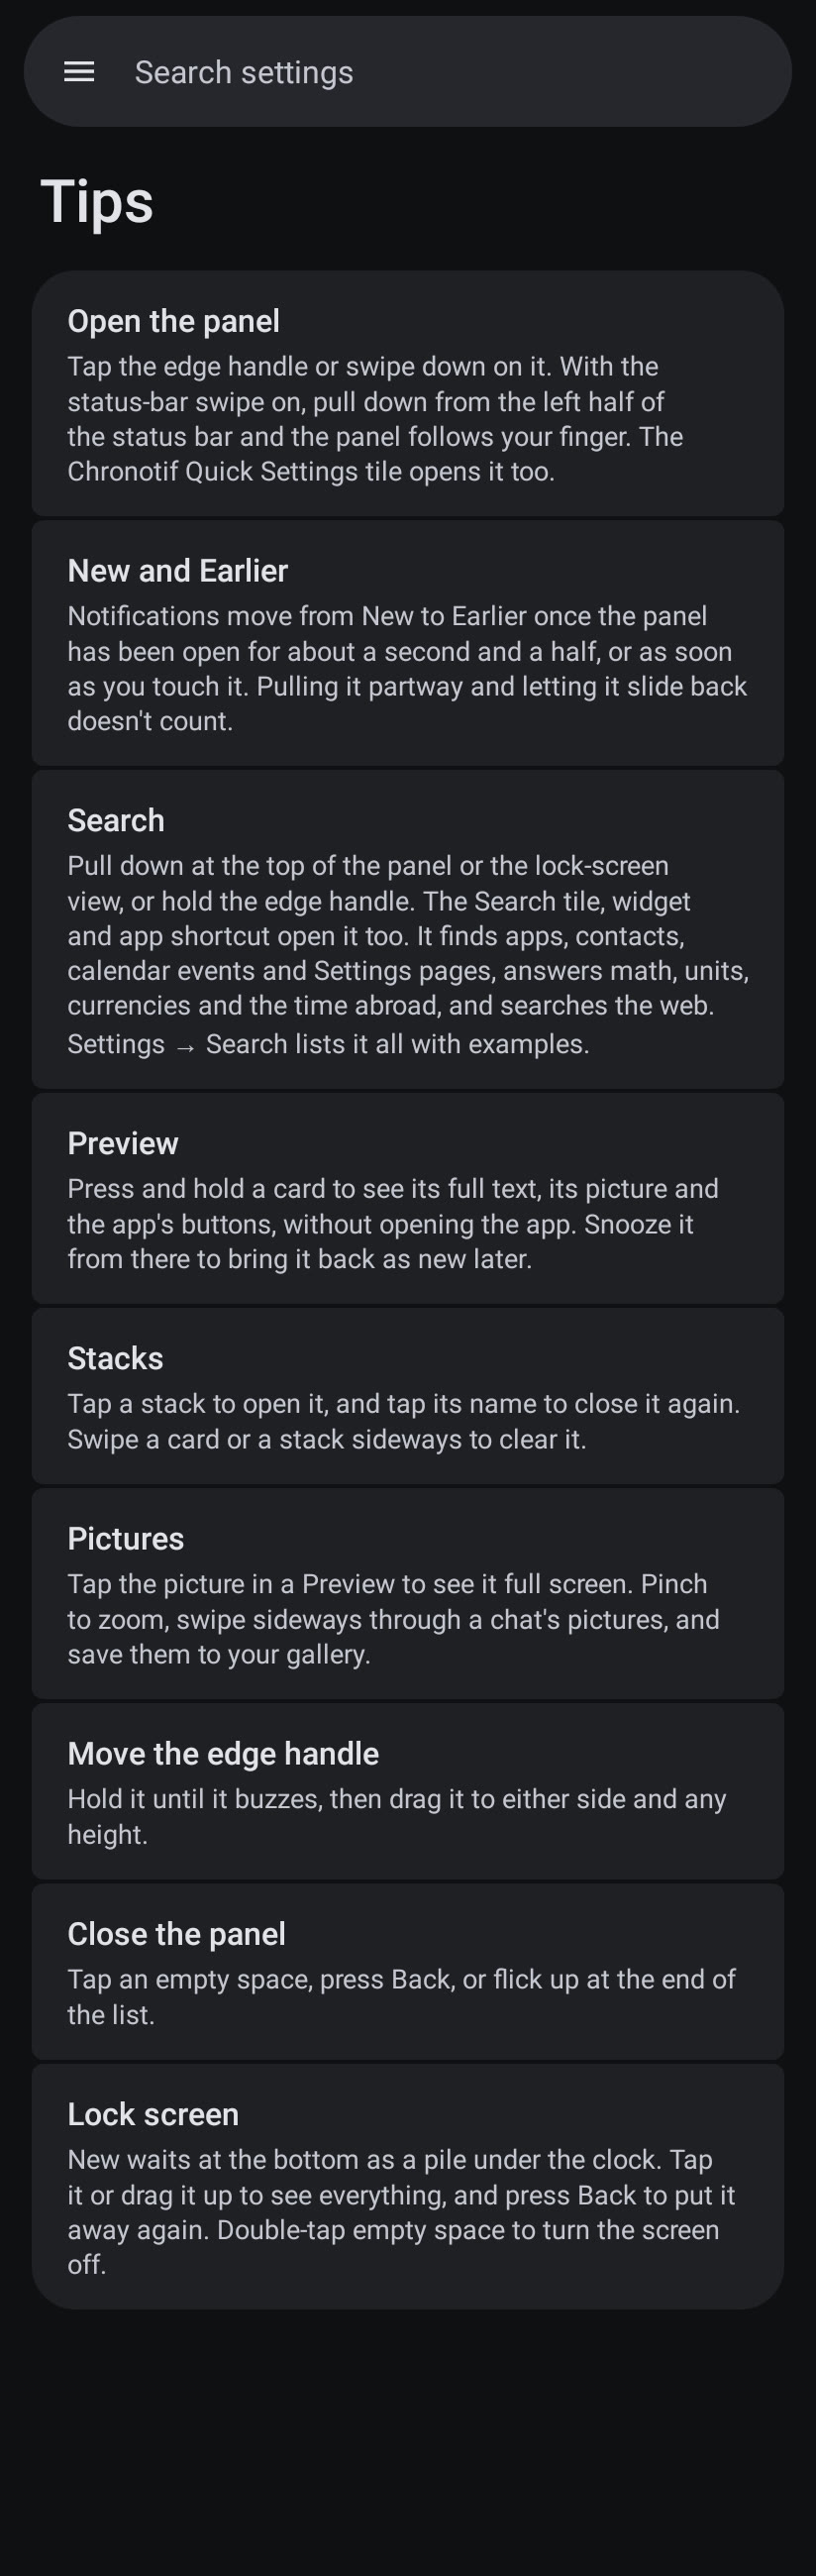 Search settings
Tips
Open the panel
Tap the edge handle or swipe down on it. With the
status-bar swipe on, pull down from the left half of
the status bar and the panel follows your finger. The
Chronotif Quick Settings tile opens it too.
New and Earlier
Notifications move from New to Earlier once the panel
has been open for about a second and a half, or as soon
as you touch it. Pulling it partway and letting it slide back
doesn't count.
Search
Pull down at the top of the panel or the lock-screen
view, or hold the edge handle. The Search tile, widget
and app shortcut open it too. It finds apps, contacts,
calendar events and Settings pages, answers math, units,
currencies and the time abroad, and searches the web.
Settings → Search lists it all with examples.
Preview
Press and hold a card to see its full text, its picture and
the app's buttons, without opening the app. Snooze it
from there to bring it back as new later.
Stacks
Tap a stack to open it, and tap its name to close it again.
Swipe a card or a stack sideways to clear it.
Pictures
Tap the picture in a Preview to see it full screen. Pinch
to zoom, swipe sideways through a chat's pictures, and
save them to your gallery.
Move the edge handle
Hold it until it buzzes, then drag it to either side and any
height.
Close the panel
Tap an empty space, press Back, or flick up at the end of
the list.
Lock screen
New waits at the bottom as a pile under the clock. Tap
it or drag it up to see everything, and press Back to put it
away again. Double-tap empty space to turn the screen
off.